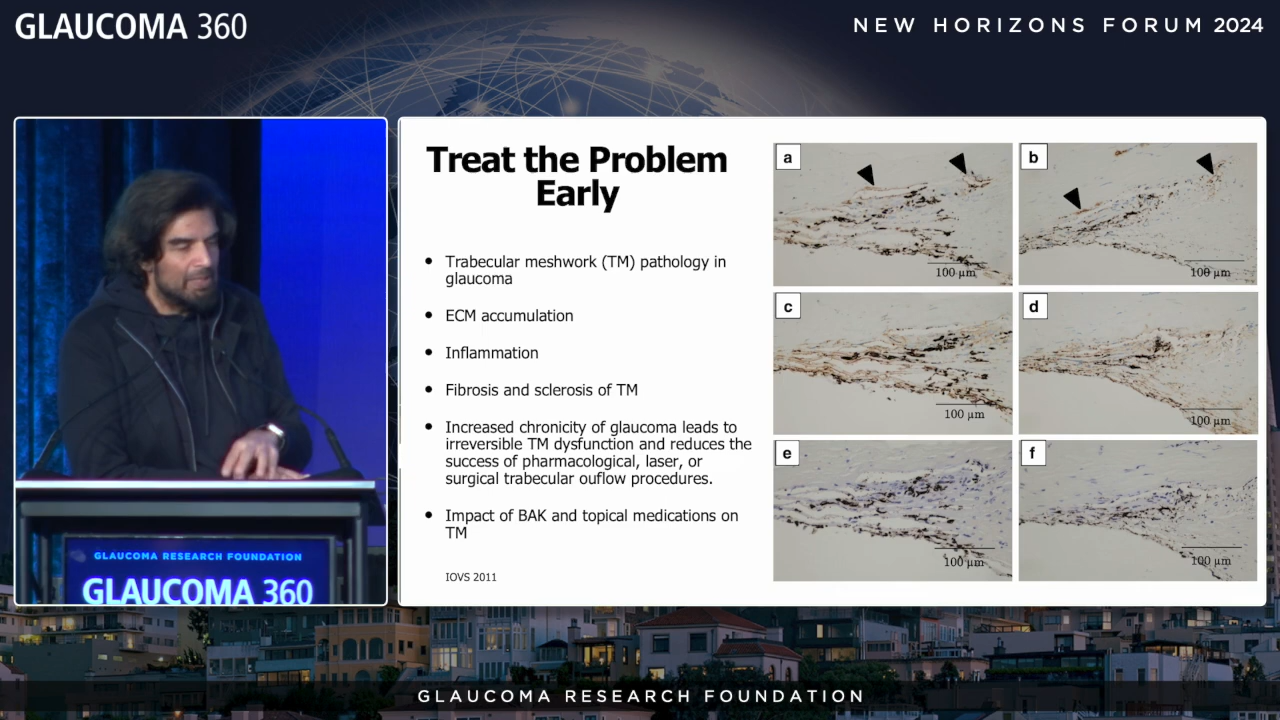 GLAUCOMA 360
NEW HORIZONS FORUM 2024
GLAUCOMA RESEARCH FOUNDATION
GLAUCOMA 360
Treat the Problem
Early
• Trabecular meshwork (TM) pathology in
glaucoma
• ECM accumulation
• Inflammation
• Fibrosis and sclerosis of TM
• Increased chronicity of glaucoma leads to
irreversible TM dysfunction and reduces the
success of pharmacological, laser, or
surgical trabecular ouflow procedures.
• Impact of BAK and topical medications on
TM
IOVS 2011
a
100 µm
b
100 µm
c
100 µm
d
100 µm
e
100 µm
f
100 µm
GLAUCOMA RESEARCH FOUNDATION